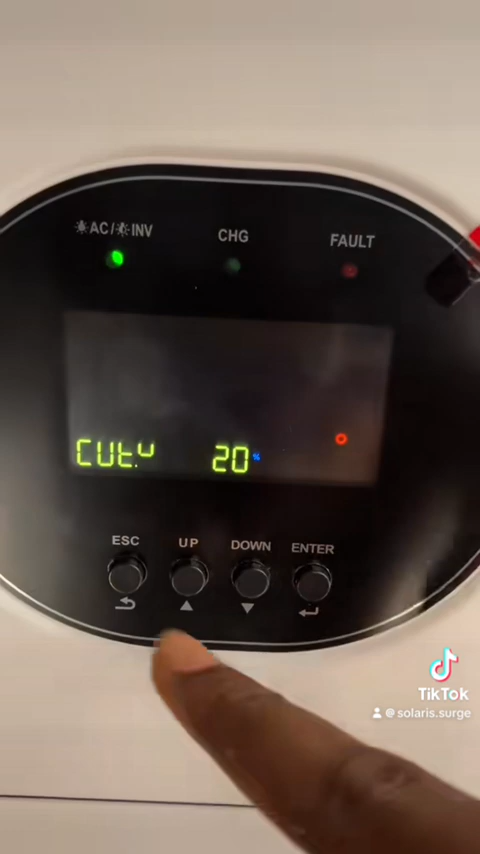 AC/INV CHG FAULT
CUt.u 20%
ESC UP DOWN ENTER
TikTok
@solaris.surge